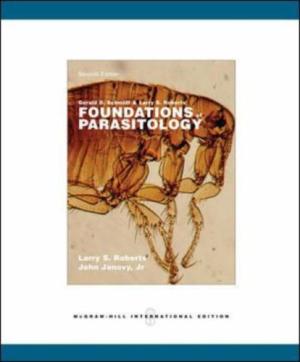 Seventh Edition
Gerald D. Schmidt & Larry S. Roberts'
FOUNDATIONS of
PARASITOLOGY
Larry S. Roberts
John Janovy, Jr
McGRAW-HILL INTERNATIONAL EDITION